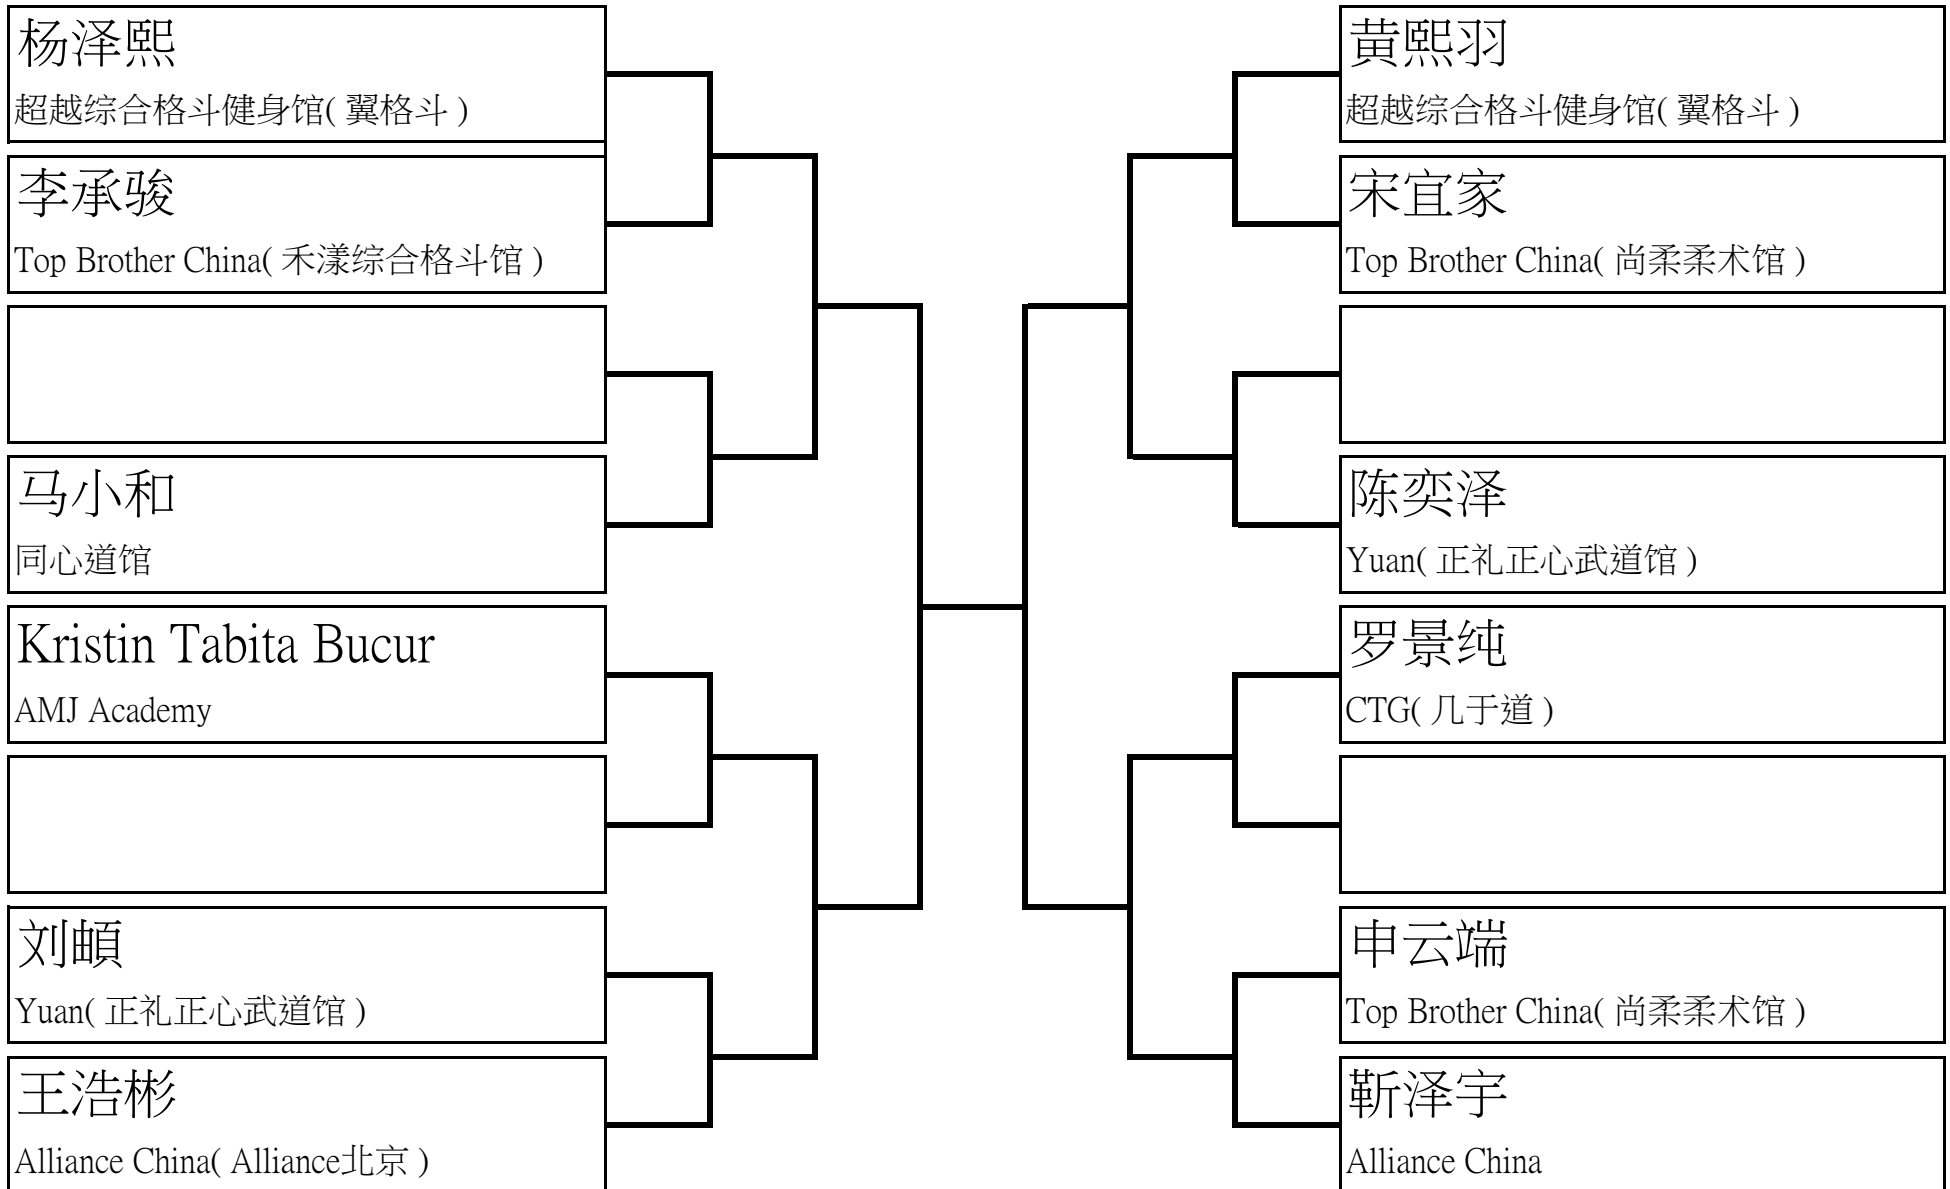 杨泽熙
超越综合格斗健身馆( 翼格斗 )
李承骏
Top Brother China( 禾漾综合格斗馆 )
马小和
同心道馆
Kristin Tabita Bucur
AMJ Academy
刘頔
Yuan( 正礼正心武道馆 )
王浩彬
Alliance China( Alliance北京 )
黄熙羽
超越综合格斗健身馆( 翼格斗 )
宋宜家
Top Brother China( 尚柔柔术馆 )
陈奕泽
Yuan( 正礼正心武道馆 )
罗景纯
CTG( 几于道 )
申云端
Top Brother China( 尚柔柔术馆 )
靳泽宇
Alliance China